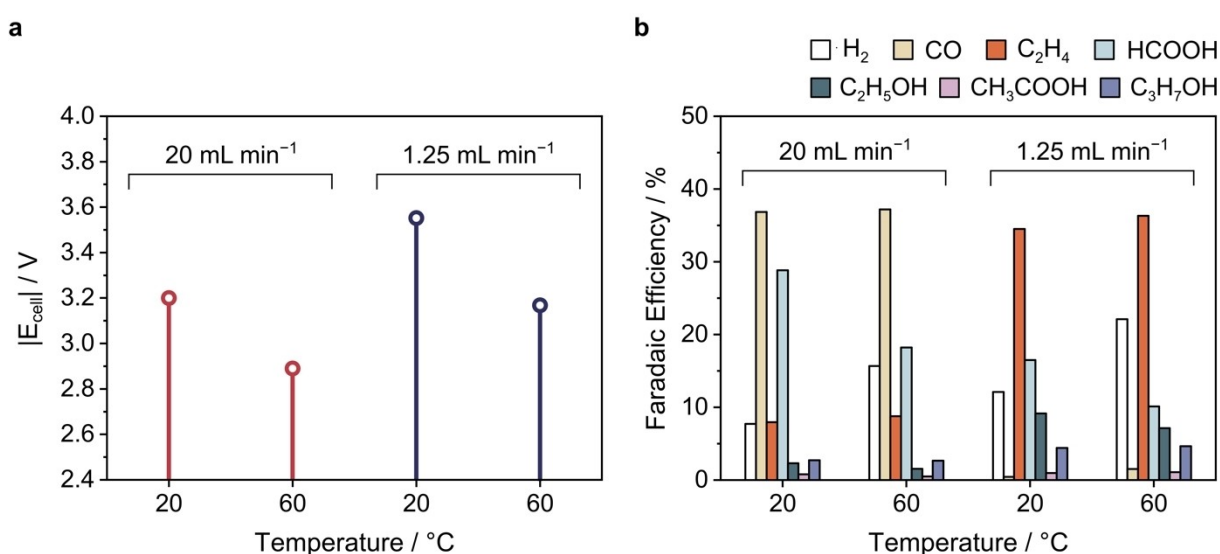 a
4.0
3.8
3.6
3.4
3.2
3.0
2.8
2.6
2.4
|E_cell| / V
20 mL min⁻¹
1.25 mL min⁻¹
20
60
20
60
Temperature / °C
b
H₂ CO C₂H₄ HCOOH
C₂H₅OH CH₃COOH C₃H₇OH
50
40
30
20
10
0
Faradaic Efficiency / %
20 mL min⁻¹
1.25 mL min⁻¹
20
60
20
60
Temperature / °C